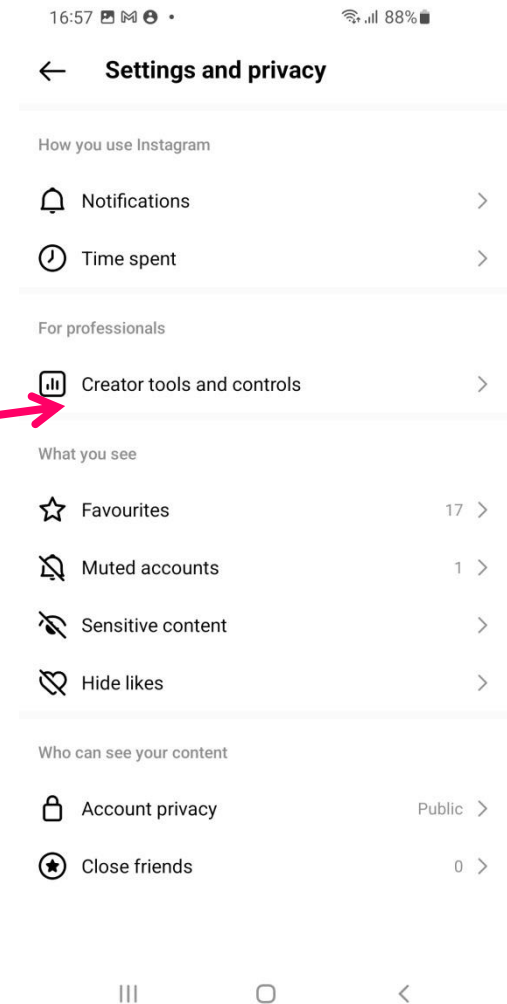 16:57
88%
Settings and privacy
How you use Instagram
Notifications
Time spent
For professionals
Creator tools and controls
What you see
Favourites 17
Muted accounts 1
Sensitive content
Hide likes
Who can see your content
Account privacy Public
Close friends 0